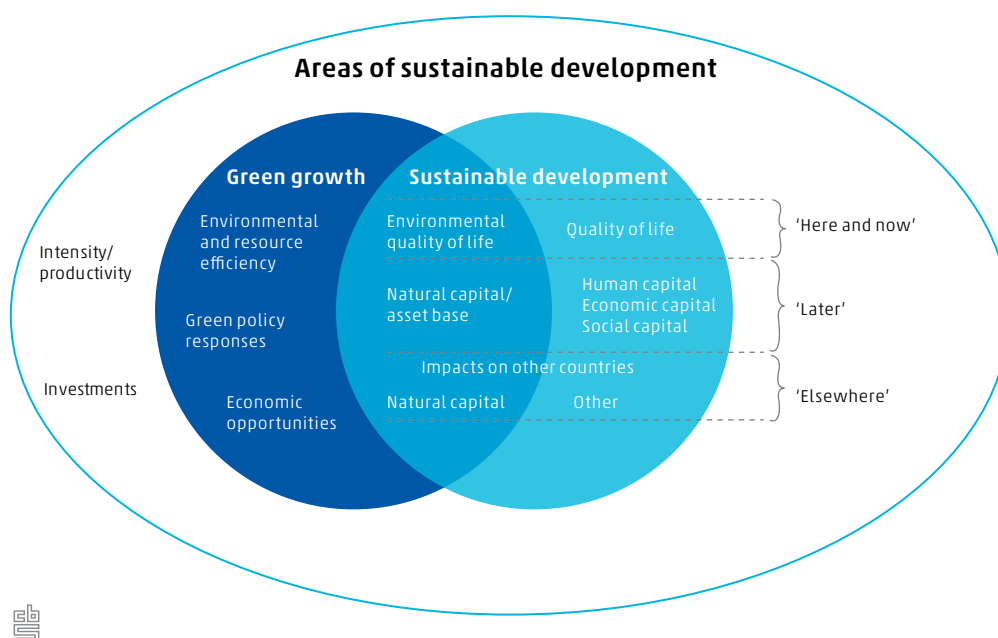 Areas of sustainable development
Green growth
Sustainable development
Environmental
and resource
efficiency
Environmental
quality of life
Quality of life
'Here and now'
Intensity/
productivity
Natural capital/
asset base
Human capital
Economic capital
Social capital
'Later'
Green policy
responses
Impacts on other countries
Investments
Economic
opportunities
Natural capital
Other
'Elsewhere'
cbs